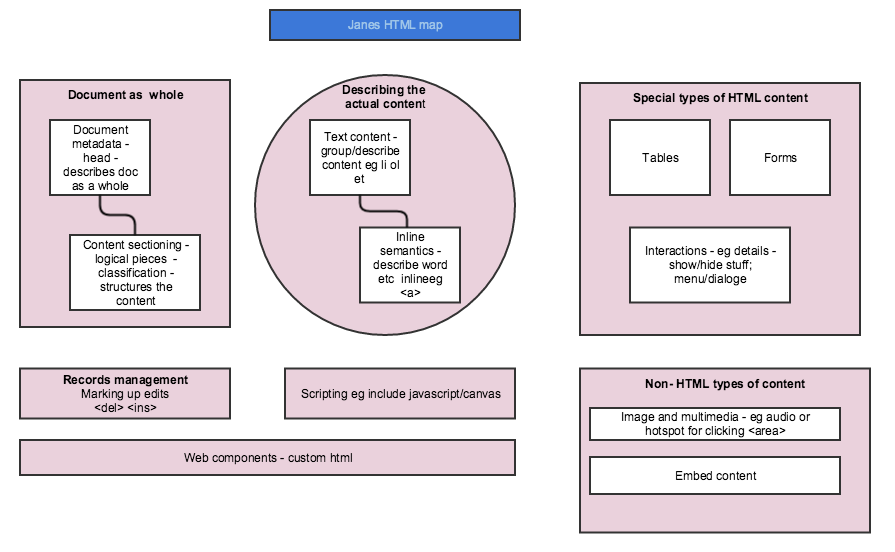 Janes HTML map
Document as  whole
Document
metadata -
head -
describes doc
as a whole
Content sectioning -
logical pieces  -
classification -
structures the
content
Describing the
actual content
Text content -
group/describe
content eg li ol
et
Inline
semantics -
describe word
etc  inlineeg
<a>
Special types of HTML content
Tables
Forms
Interactions - eg details -
show/hide stuff;
menu/dialoge
Records management
Marking up edits
<del> <ins>
Scripting eg include javascript/canvas
Web components - custom html
Non- HTML types of content
Image and multimedia - eg audio or
hotspot for clicking <area>
Embed content